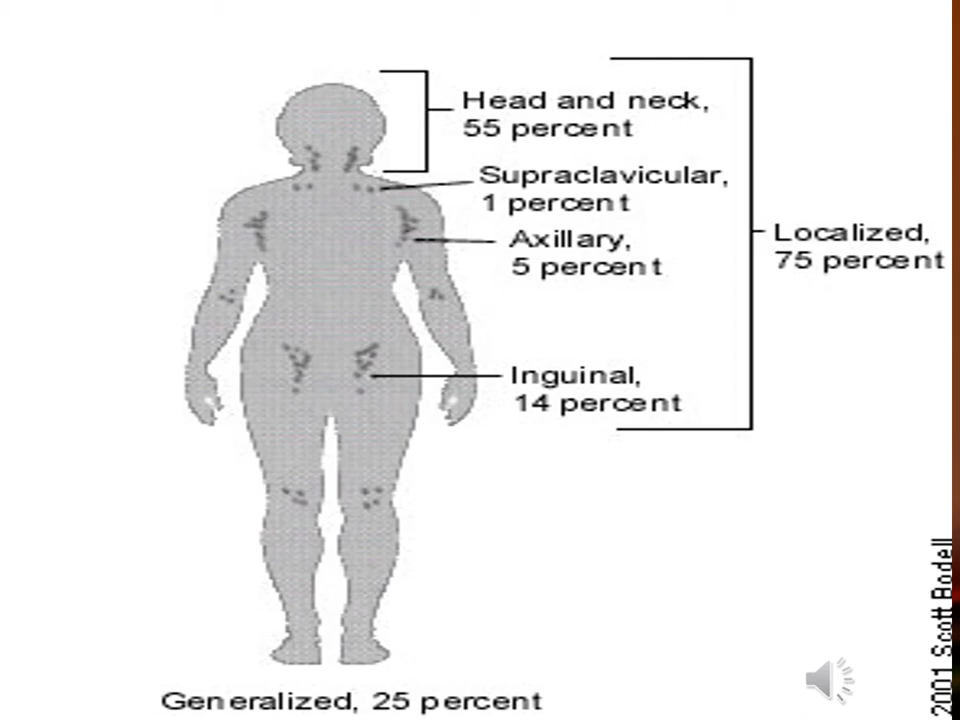 Head and neck,
55 percent
Supraclavicular,
1 percent
Axillary,
5 percent
Localized,
75 percent
Inguinal,
14 percent
Generalized, 25 percent
2001 Scott Bodell